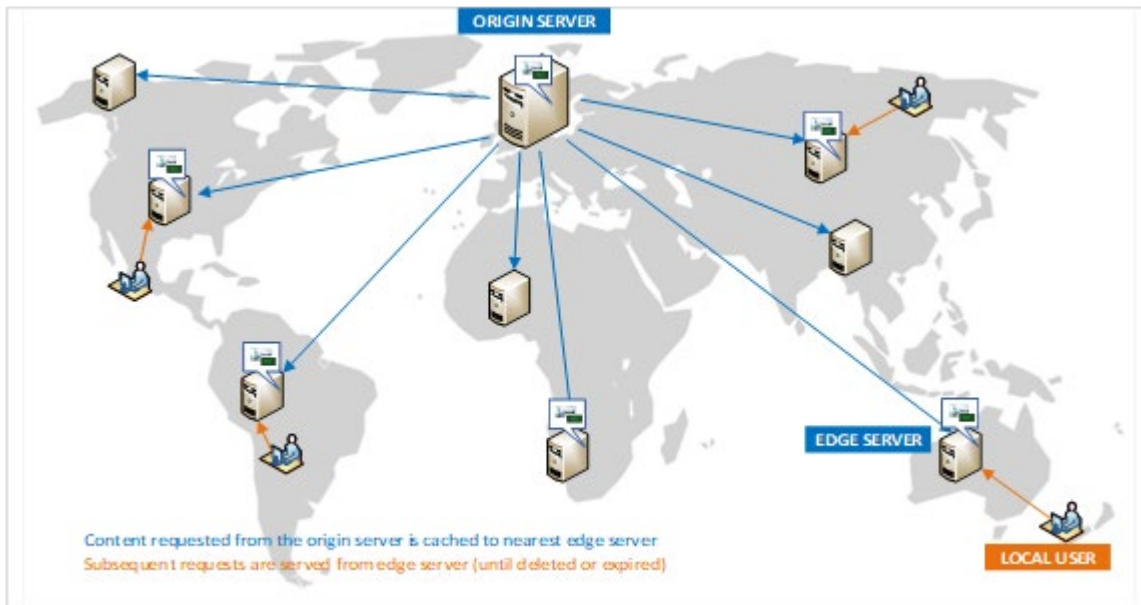 ORIGIN SERVER
EDGE SERVER
Content requested from the origin server is cached to nearest edge server
Subsequent requests are served from edge server (until deleted or expired)
LOCAL USER